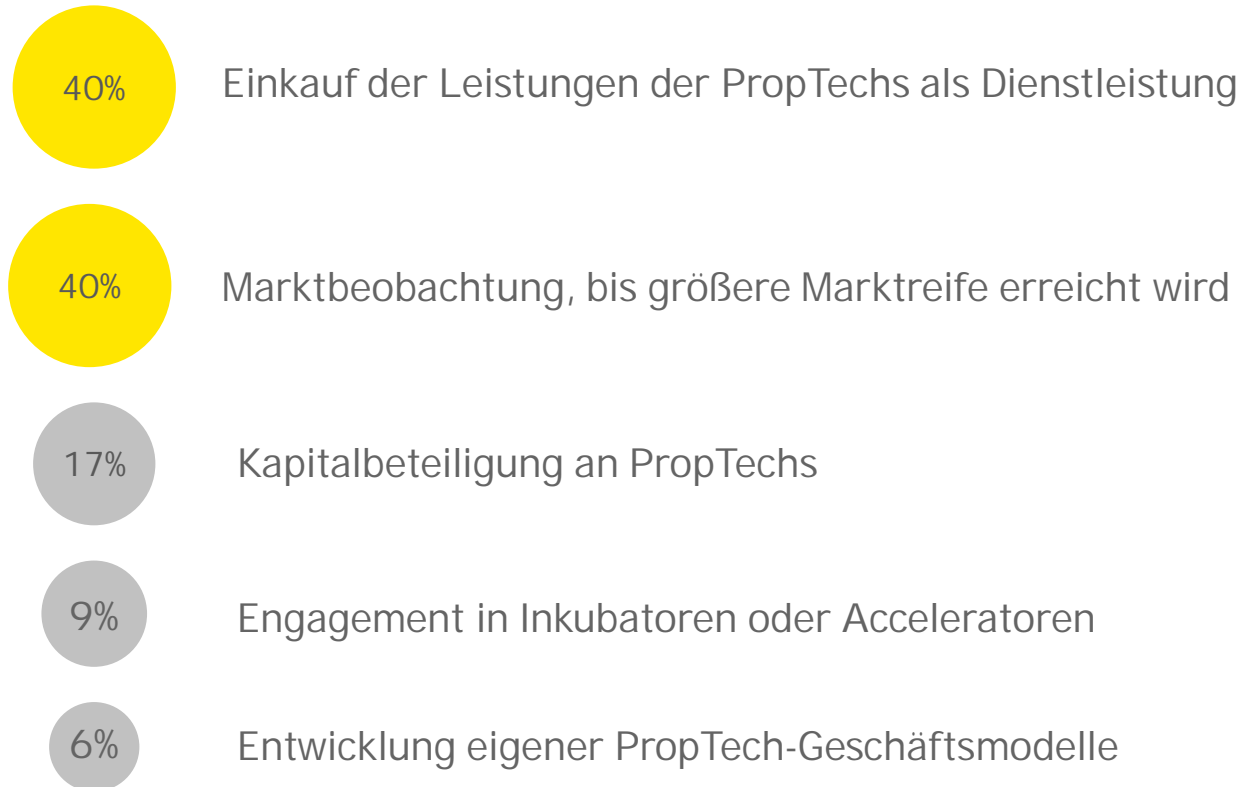 40% Einkauf der Leistungen der PropTechs als Dienstleistung
40% Marktbeobachtung, bis größere Marktreife erreicht wird
17% Kapitalbeteiligung an PropTechs
9% Engagement in Inkubatoren oder Acceleratoren
6% Entwicklung eigener PropTech-Geschäftsmodelle